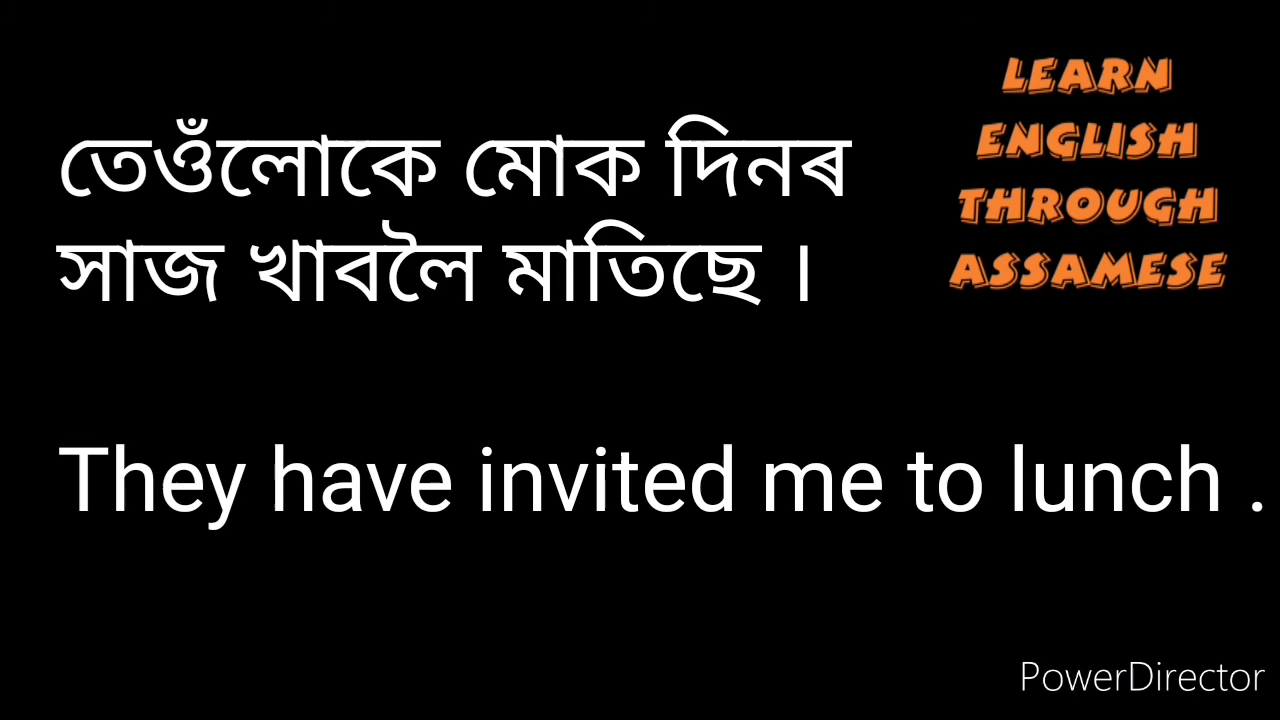 তেওঁলোকে মোক দিনৰ
সাজ খাবলৈ মাতিছে ।
They have invited me to lunch .
LEARN
ENGLISH
THROUGH
ASSAMESE
PowerDirector